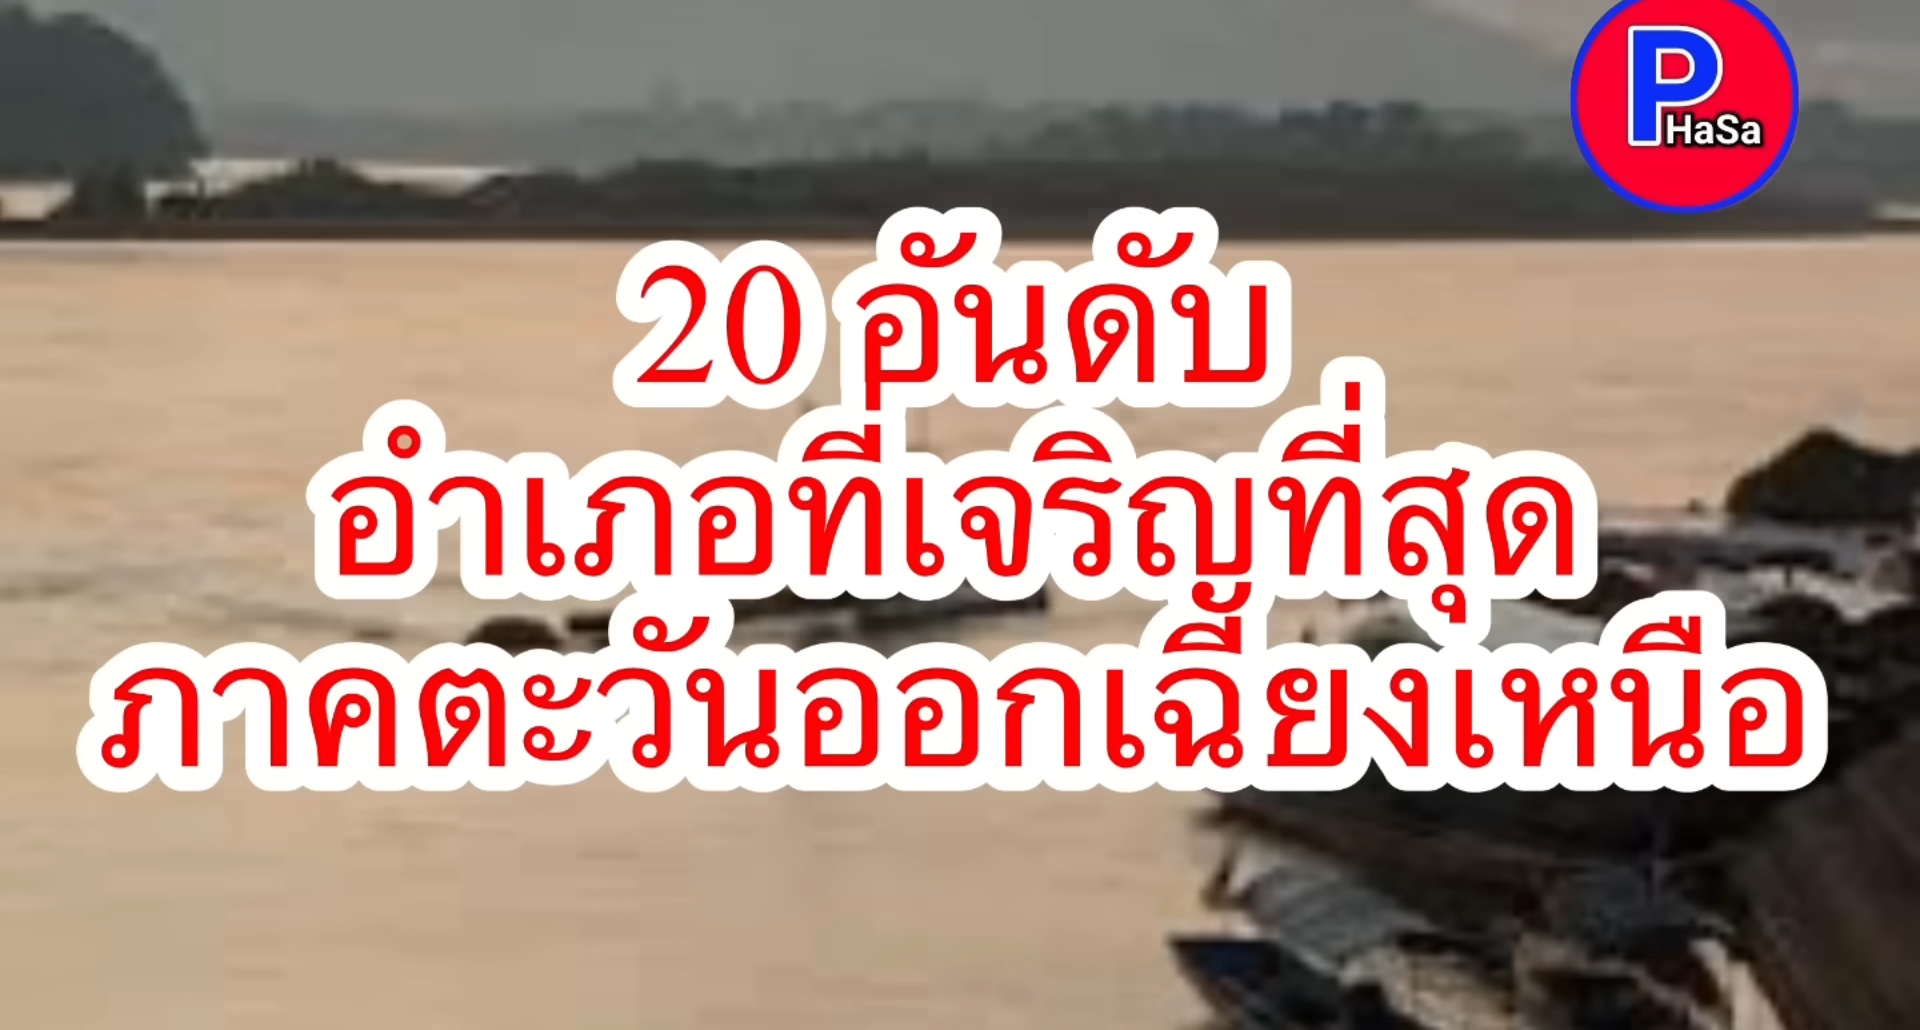 P
HaSa
20 อันดับ
อำเภอที่เจริญที่สุด
ภาคตะวันออกเฉียงเหนือ